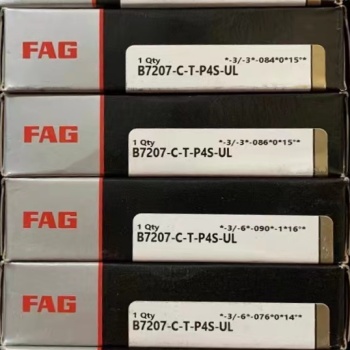 FAG
1 Qty *-3/-3*-084*0*15"*
B7207-C-T-P4S-UL
FAG
1 Qty *-3/-3*-086*0*15"*
B7207-C-T-P4S-UL
FAG
1 Qty *-3/-6*-090*-1*16"*
B7207-C-T-P4S-UL
FAG
1 Qty *-3/-6*-076*0*14"*
B7207-C-T-P4S-UL